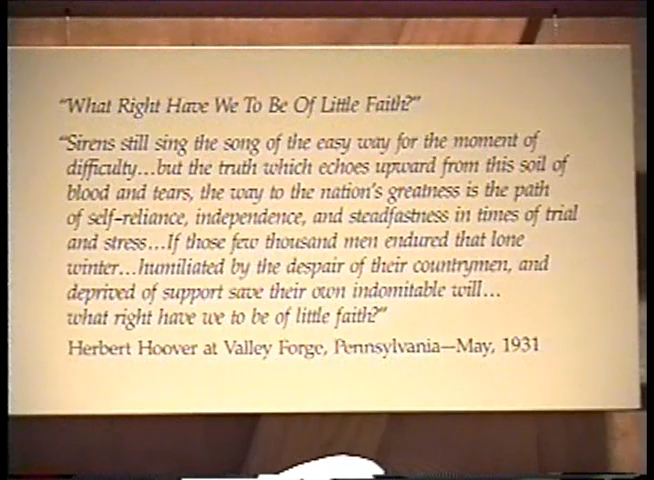 “What Right Have We To Be Of Little Faith?”
“Sirens still sing the song of the easy way for the moment of
difficulty...but the truth which echoes upward from this soil of
blood and tears, the way to the nation’s greatness is the path
of self-reliance, independence, and steadfastness in times of trial
and stress...If those few thousand men endured that lone
winter...humiliated by the despair of their countrymen, and
deprived of support save their own indomitable will...
what right have we to be of little faith?”
Herbert Hoover at Valley Forge, Pennsylvania—May, 1931